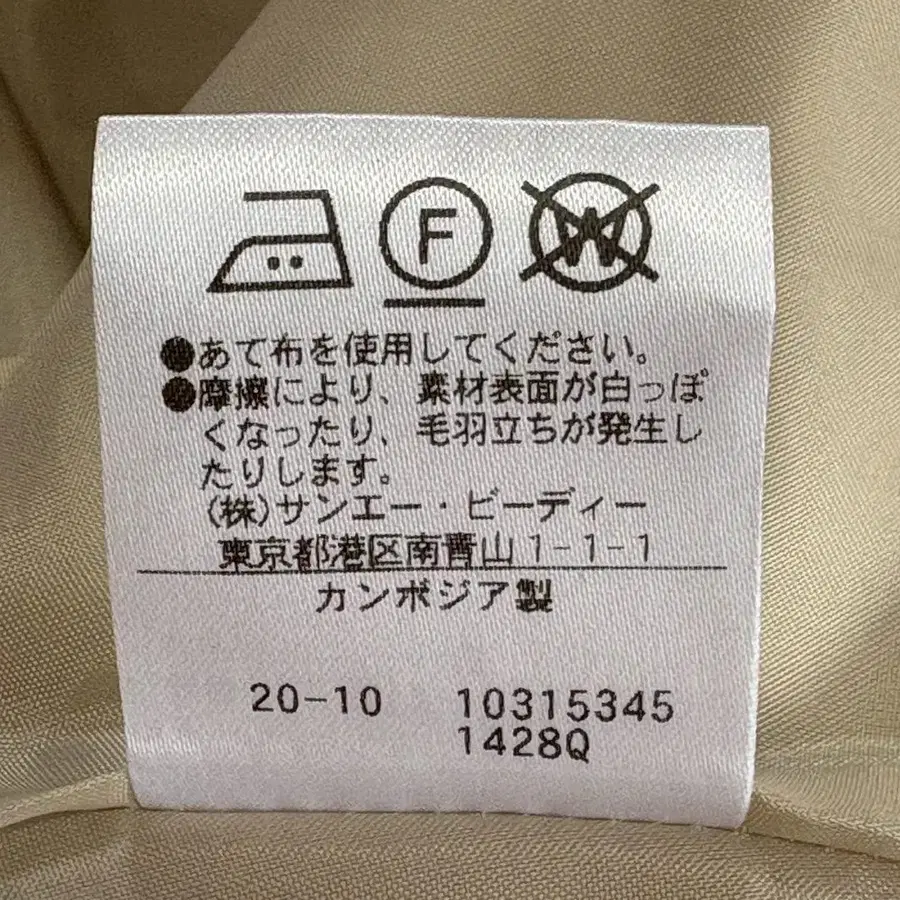 F W
●あて布を使用してください。
●摩擦により、素材表面が白っぽ
くなったり、毛羽立ちが発生し
たりします。
(株)サンエー・ビーディー
東京都港区南青山1-1-1
カンボジア製
20-10 10315345
1428Q